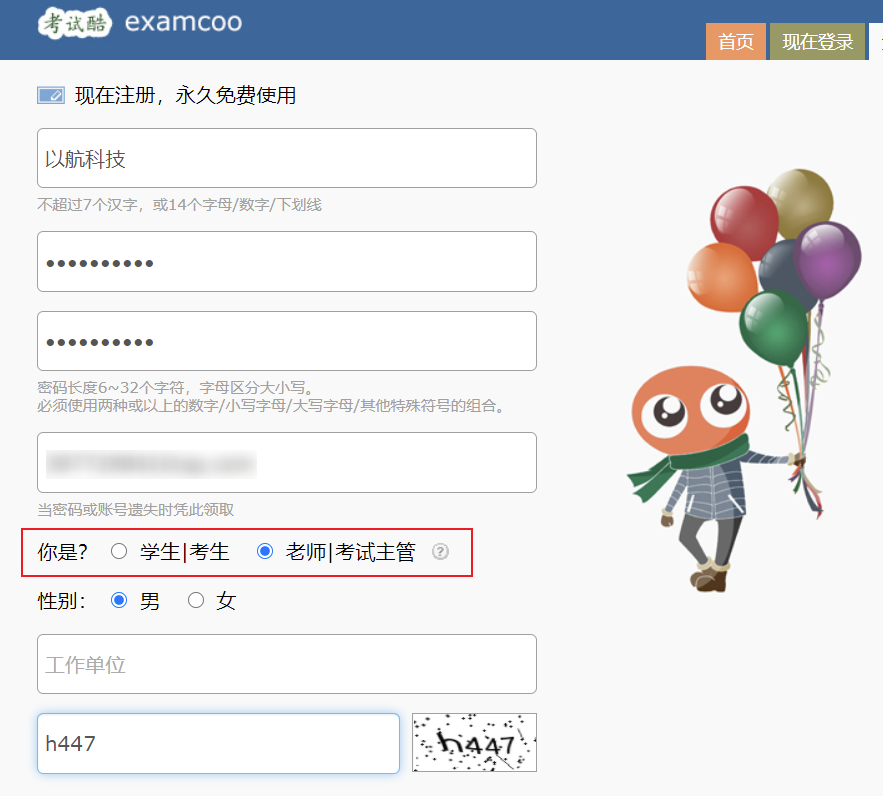 考试酷 examcoo
首页 现在登录
现在注册，永久免费使用
以航科技
不超过7个汉字，或14个字母/数字/下划线
●●●●●●●●●●
●●●●●●●●●●
密码长度6~32个字符，字母区分大小写。
必须使用两种或以上的数字/小写字母/大写字母/其他特殊符号的组合。
当密码或账号遗失时凭此领取
你是？ 学生|考生 老师|考试主管 ?
性别： 男 女
工作单位
h447
h447